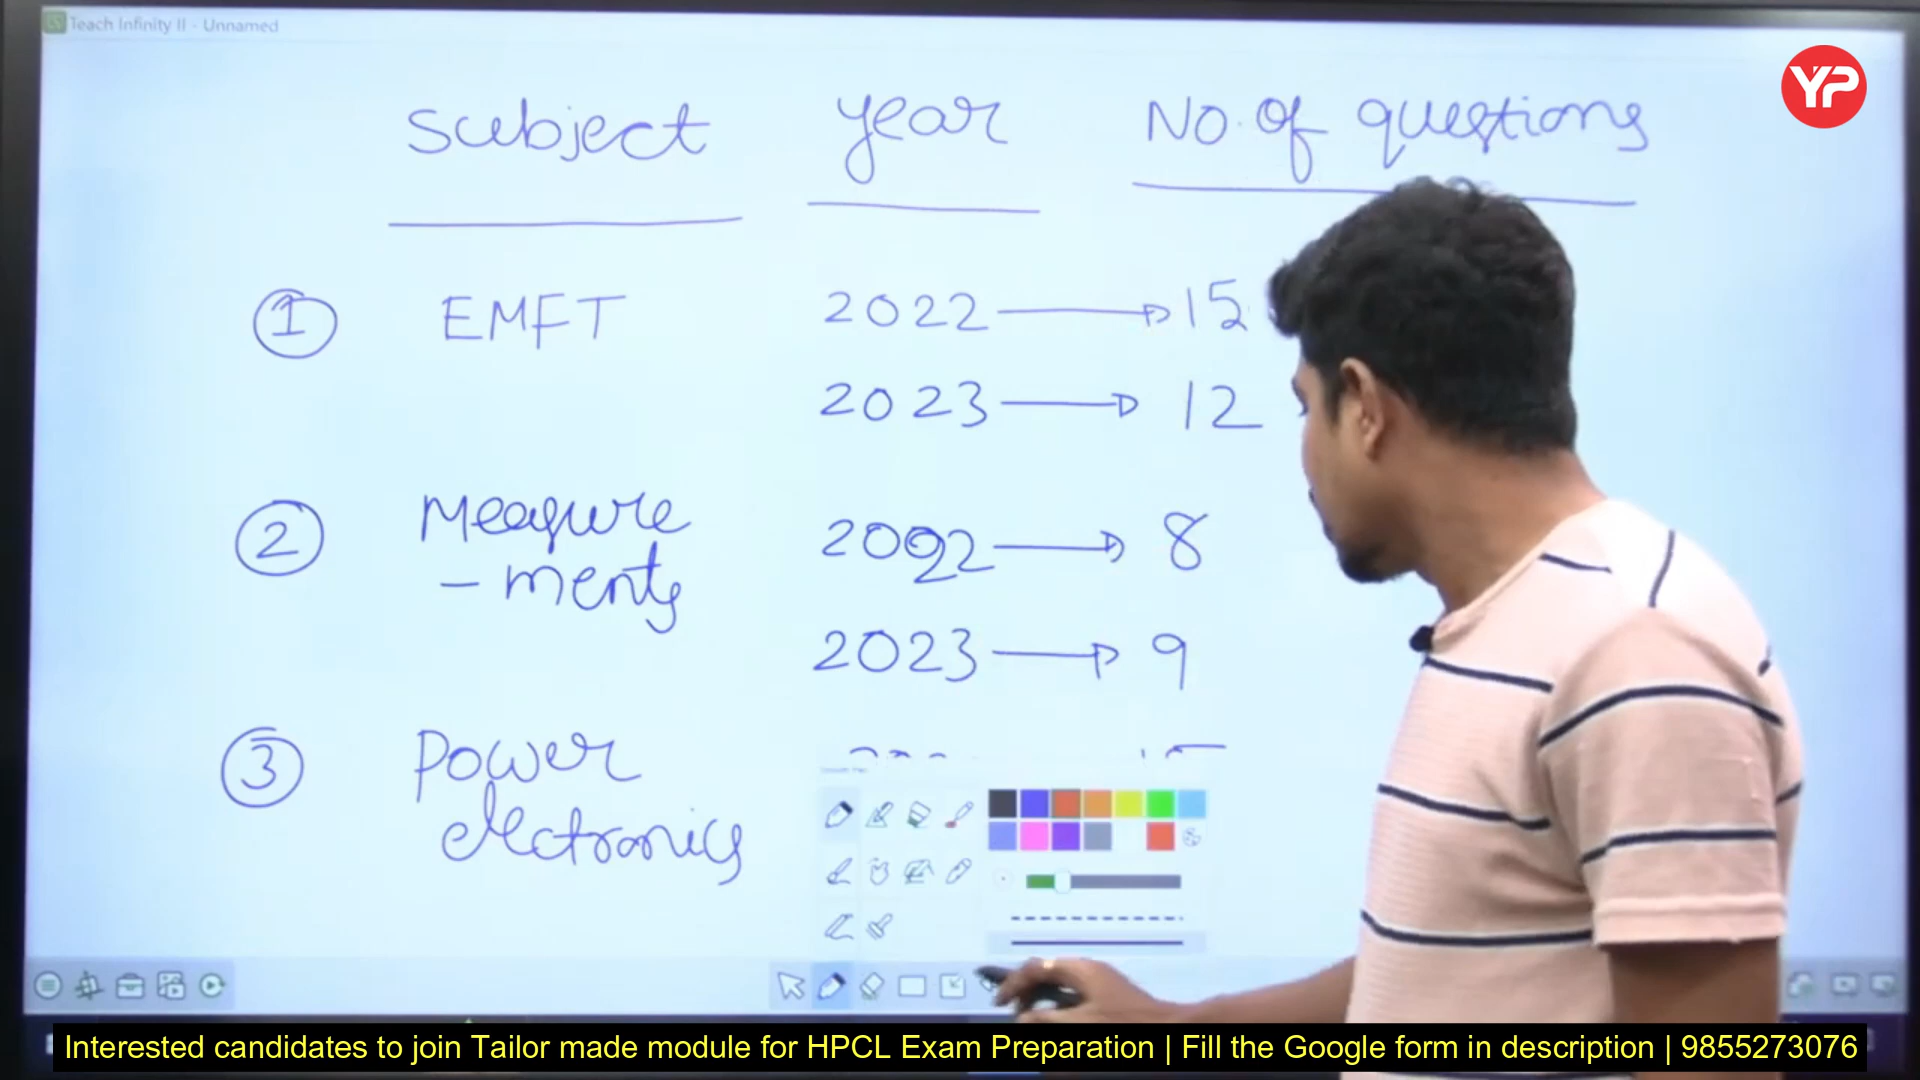 Teach Infinity II - Unnamed
YP
Subject year No. of questions
1 EMFT 2022 → 15
2023 → 12
2 Measure 2022 → 8
- ments
2023 → 9
3 Power
electronics
Interested candidates to join Tailor made module for HPCL Exam Preparation | Fill the Google form in description | 9855273076